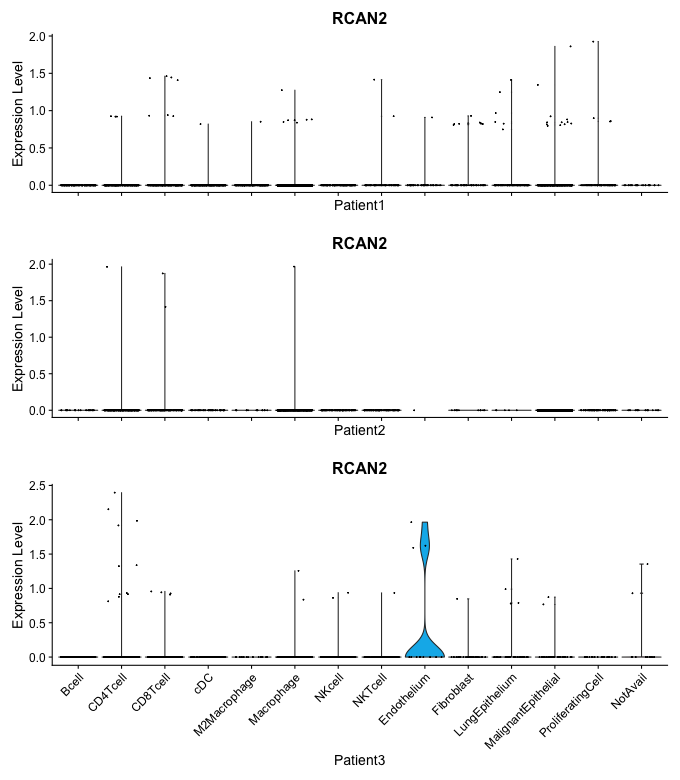 RCAN2
Expression Level
2.0
1.5
1.0
0.5
0.0
Patient1
RCAN2
Expression Level
2.0
1.5
1.0
0.5
0.0
Patient2
RCAN2
Expression Level
2.5
2.0
1.5
1.0
0.5
0.0
Bcell
CD4Tcell
CD8Tcell
cDC
M2Macrophage
Macrophage
NKcell
NKTcell
Endothelium
Fibroblast
LungEpithelium
MalignantEpithelial
ProliferatingCell
NotAvail
Patient3